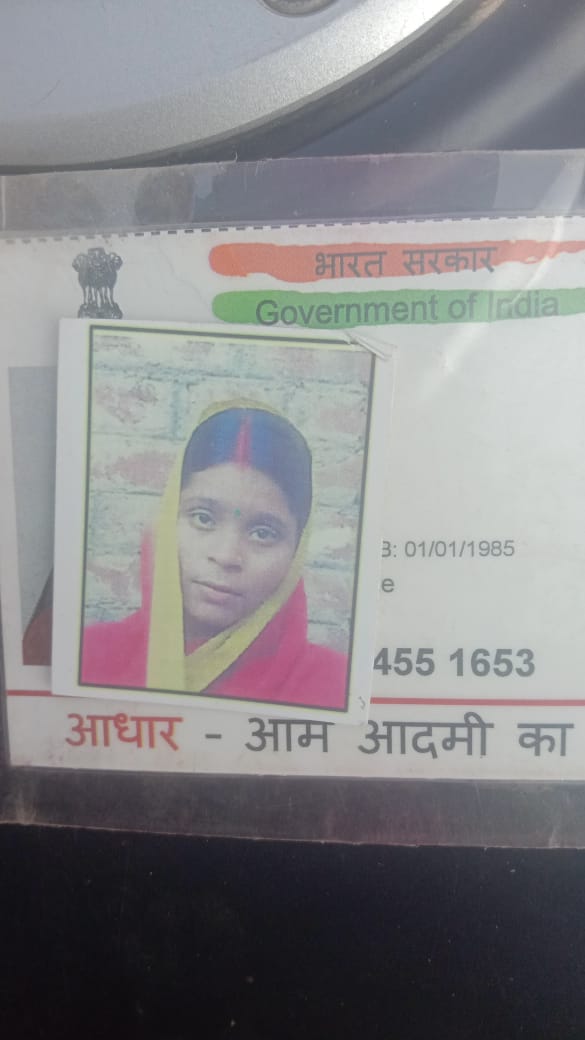 भारत सरकार
Government of India
: 01/01/1985
e
455 1653
आधार - आम आदमी का